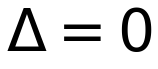 Δ = 0